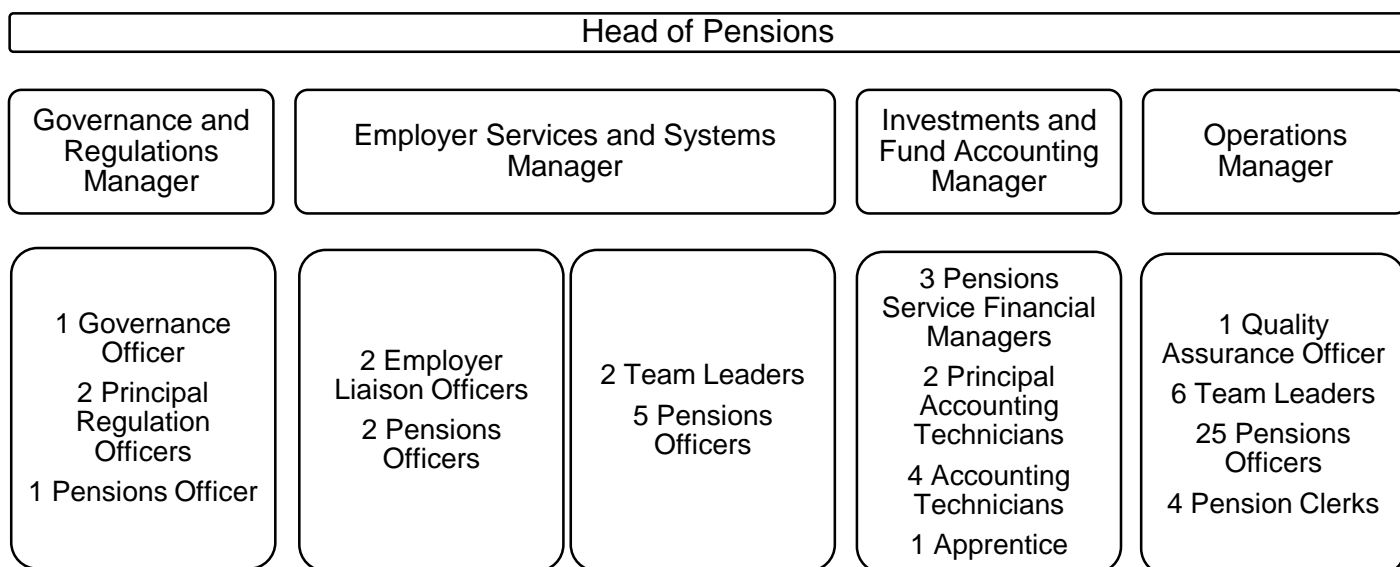 Head of Pensions
Governance and
Regulations
Manager
Employer Services and Systems
Manager
Investments and
Fund Accounting
Manager
Operations
Manager
1 Governance
Officer
2 Principal
Regulation
Officers
1 Pensions Officer
2 Employer
Liaison Officers
2 Pensions
Officers
2 Team Leaders
5 Pensions
Officers
3 Pensions
Service Financial
Managers
2 Principal
Accounting
Technicians
4 Accounting
Technicians
1 Apprentice
1 Quality
Assurance Officer
6 Team Leaders
25 Pensions
Officers
4 Pension Clerks